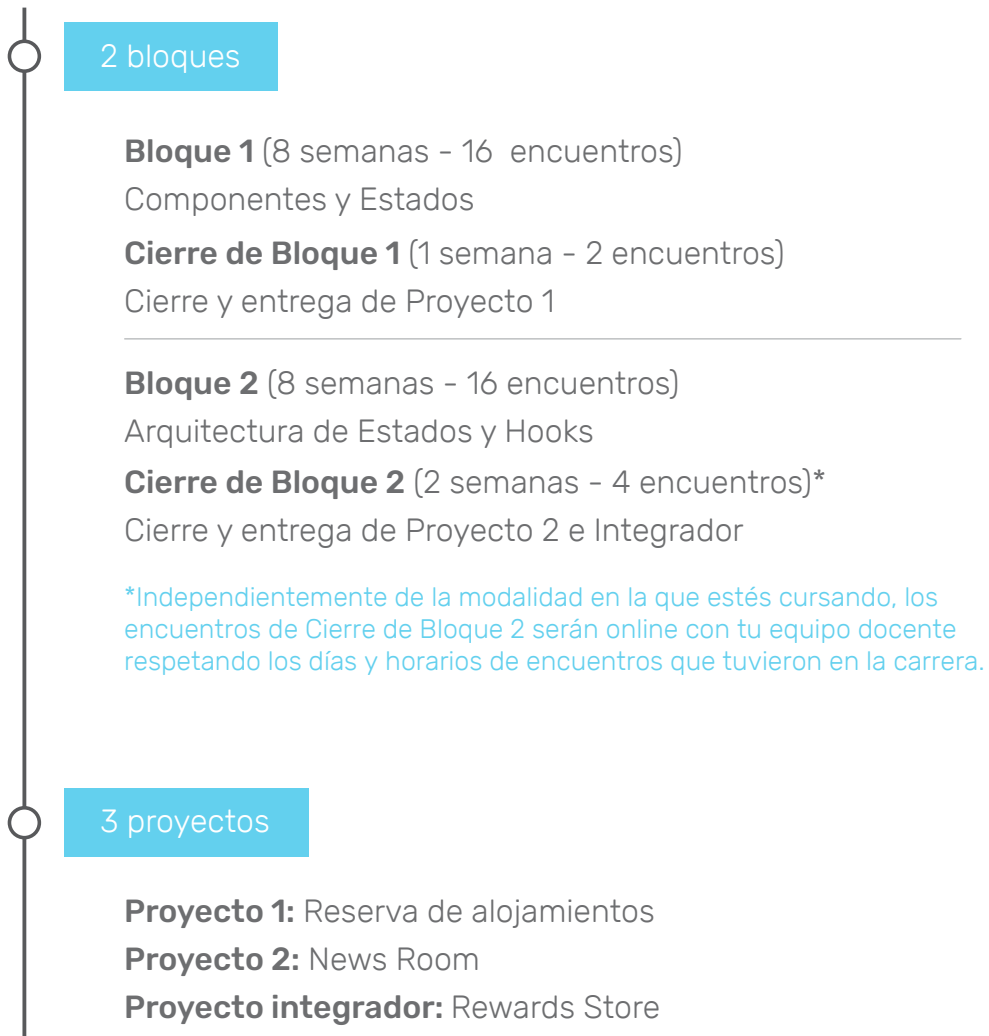 2 bloques
Bloque 1 (8 semanas - 16  encuentros)
Componentes y Estados
Cierre de Bloque 1 (1 semana - 2 encuentros)
Cierre y entrega de Proyecto 1
Bloque 2 (8 semanas - 16 encuentros)
Arquitectura de Estados y Hooks
Cierre de Bloque 2 (2 semanas - 4 encuentros)*
Cierre y entrega de Proyecto 2 e Integrador
*Independientemente de la modalidad en la que estés cursando, los
encuentros de Cierre de Bloque 2 serán online con tu equipo docente
respetando los días y horarios de encuentros que tuvieron en la carrera.
3 proyectos
Proyecto 1: Reserva de alojamientos
Proyecto 2: News Room
Proyecto integrador: Rewards Store